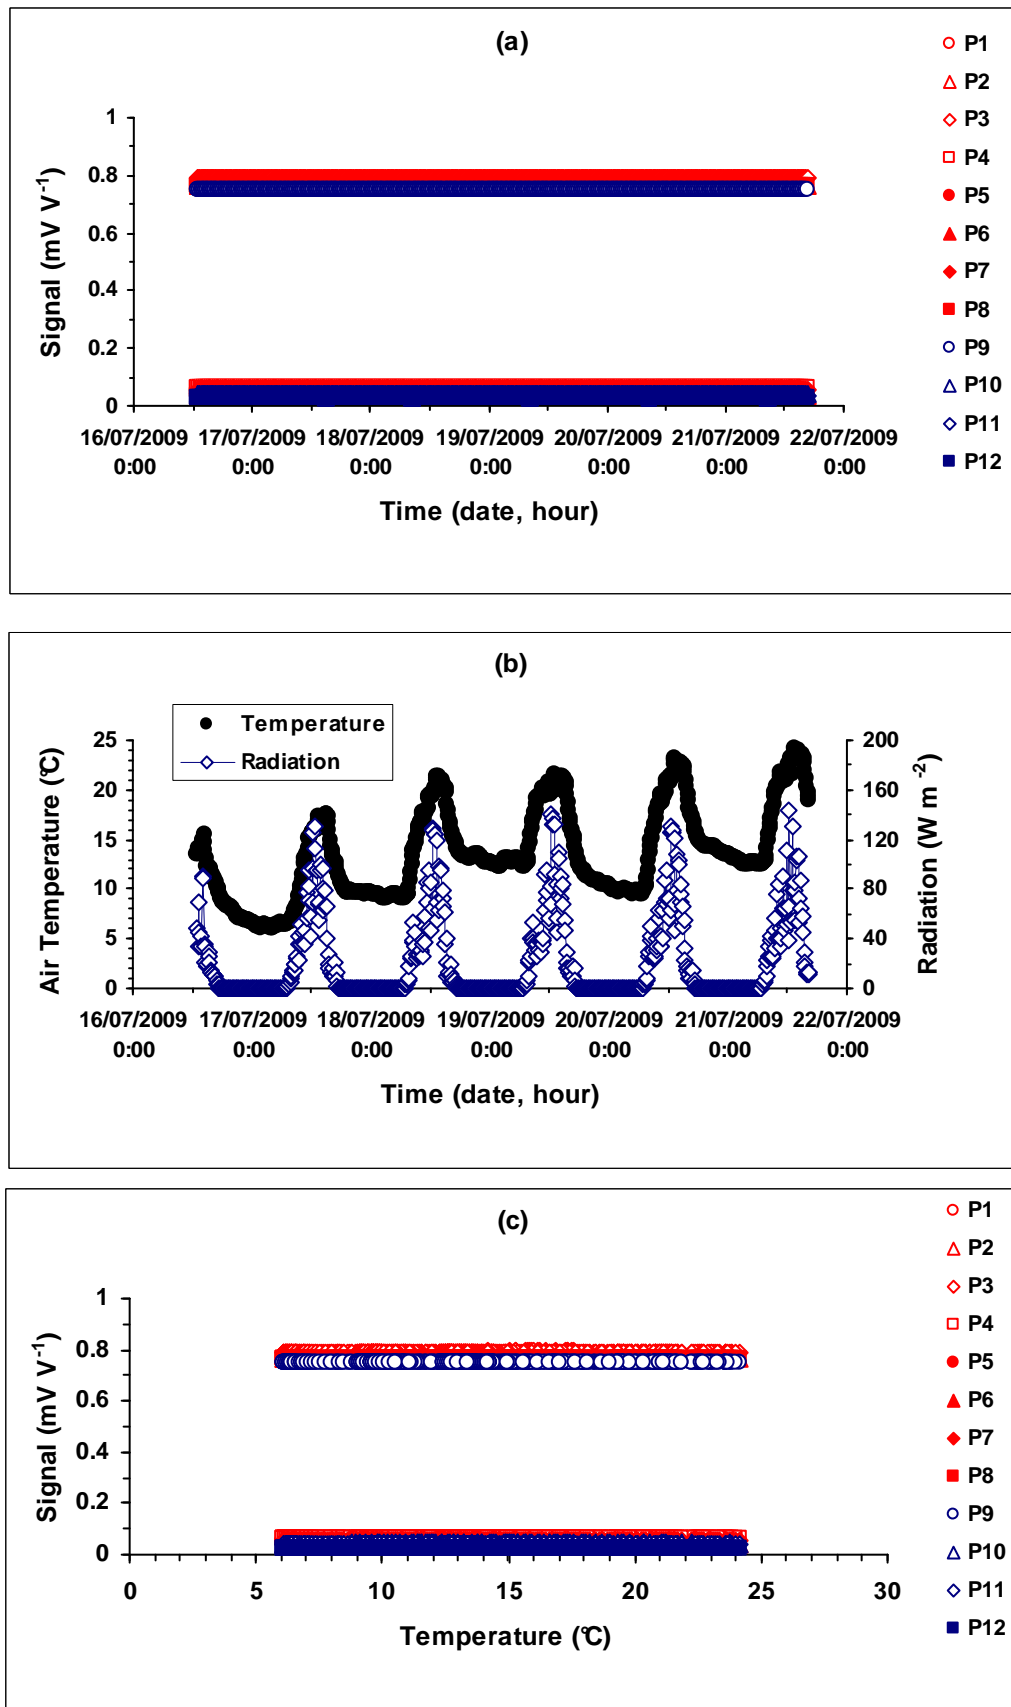 (a)
P1
P2
P3
P4
P5
P6
P7
P8
P9
P10
P11
P12
Signal (mV V-1)
1
0.8
0.6
0.4
0.2
0
16/07/2009 17/07/2009 18/07/2009 19/07/2009 20/07/2009 21/07/2009 22/07/2009
0:00 0:00 0:00 0:00 0:00 0:00 0:00
Time (date, hour)
(b)
Temperature
Radiation
Air Temperature (°C)
25
20
15
10
5
0
200
160
120
80
40
0
Radiation (W m-2)
16/07/2009 17/07/2009 18/07/2009 19/07/2009 20/07/2009 21/07/2009 22/07/2009
0:00 0:00 0:00 0:00 0:00 0:00 0:00
Time (date, hour)
(c)
P1
P2
P3
P4
P5
P6
P7
P8
P9
P10
P11
P12
Signal (mV V-1)
1
0.8
0.6
0.4
0.2
0
0 5 10 15 20 25 30
Temperature (°C)